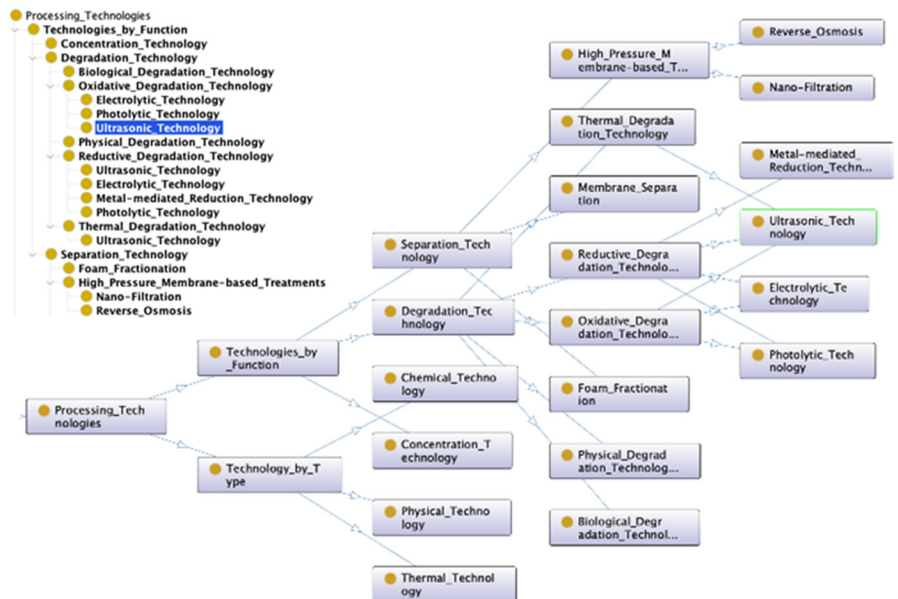 Processing_Technologies
Technologies_by_Function
Concentration_Technology
Degradation_Technology
Biological_Degradation_Technology
Oxidative_Degradation_Technology
Electrolytic_Technology
Photolytic_Technology
Ultrasonic_Technology
Physical_Degradation_Technology
Reductive_Degradation_Technology
Ultrasonic_Technology
Electrolytic_Technology
Metal-mediated_Reduction_Technology
Photolytic_Technology
Thermal_Degradation_Technology
Ultrasonic_Technology
Separation_Technology
Foam_Fractionation
High_Pressure_Membrane-based_Treatments
Nano-Filtration
Reverse_Osmosis
Processing_Tech
nologies
Technologies_by
_Function
Technology_by_T
ype
Separation_Tech
nology
Degradation_Tec
hnology
Chemical_Techno
logy
Concentration_T
echnology
Physical_Techno
logy
Thermal_Technol
ogy
High_Pressure_M
embrane-based_T...
Thermal_Degrada
tion_Technology
Membrane_Separa
tion
Reductive_Degra
dation_Technolo...
Oxidative_Degra
dation_Technolo...
Foam_Fractionat
ion
Physical_Degrad
ation_Technolog...
Biological_Degr
adation_Technol...
Reverse_Osmosis
Nano-Filtration
Metal-mediated_
Reduction_Techn...
Ultrasonic_Tech
nology
Electrolytic_Te
chnology
Photolytic_Tech
nology